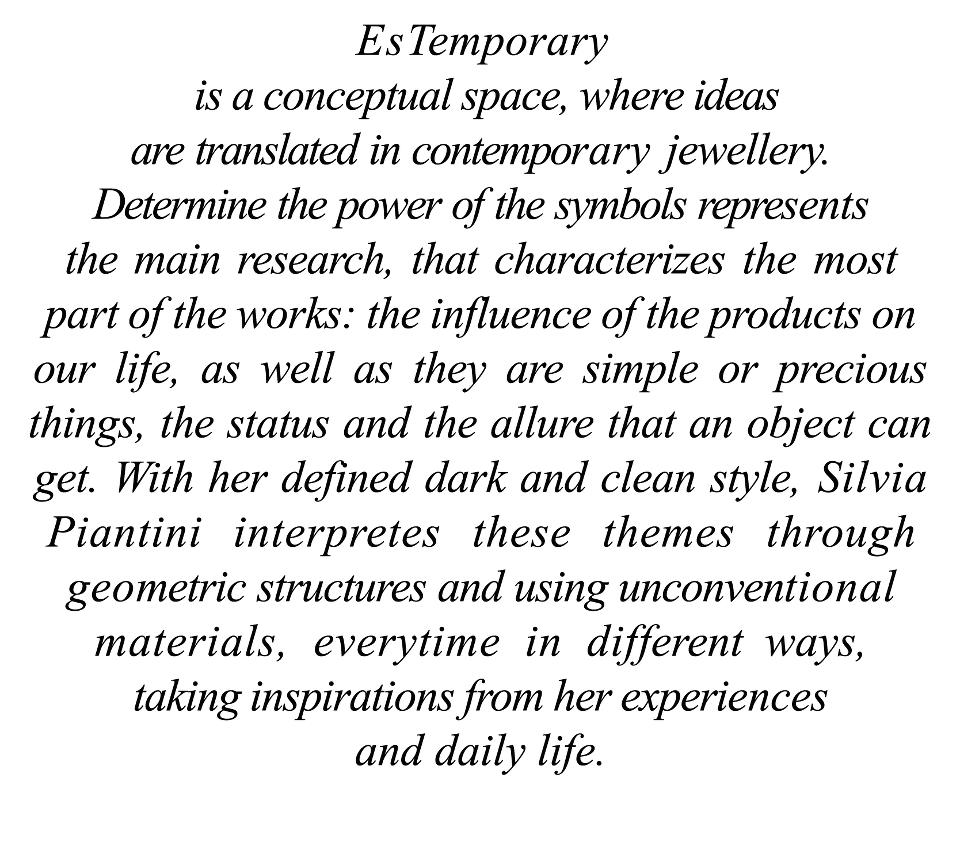 EsTemporary
is a conceptual space, where ideas
are translated in contemporary jewellery.
Determine the power of the symbols represents
the main research, that characterizes the most
part of the works: the influence of the products on
our life, as well as they are simple or precious
things, the status and the allure that an object can
get. With her defined dark and clean style, Silvia
Piantini interpretes these themes through
geometric structures and using unconventional
materials, everytime in different ways,
taking inspirations from her experiences
and daily life.